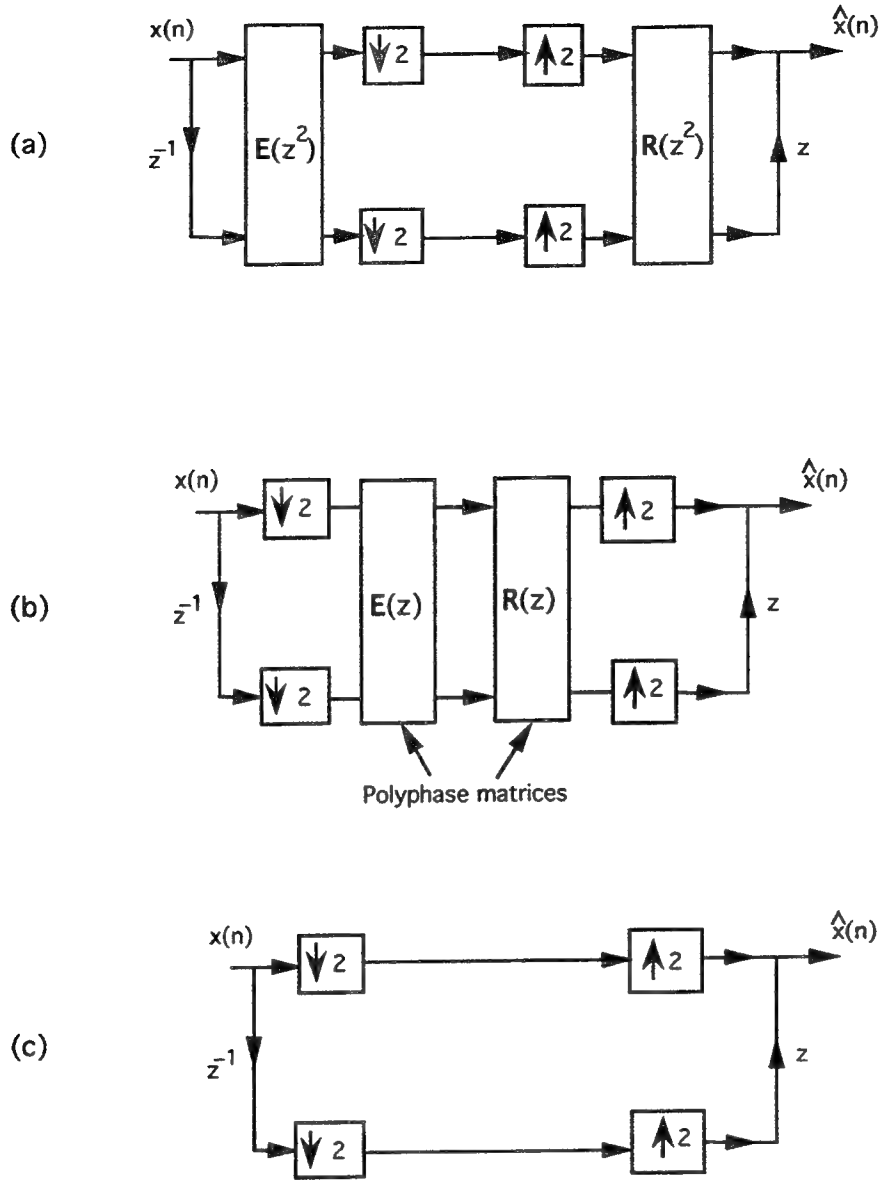 x(n) ↓2 ↑2 x̂(n)
(a) z⁻¹ E(z²) R(z²) z
↓2 ↑2
x(n) ↓2 ↑2 x̂(n)
(b) z⁻¹ E(z) R(z) z
↓2 ↑2
Polyphase matrices
x(n) ↓2 ↑2 x̂(n)
(c) z⁻¹ z
↓2 ↑2